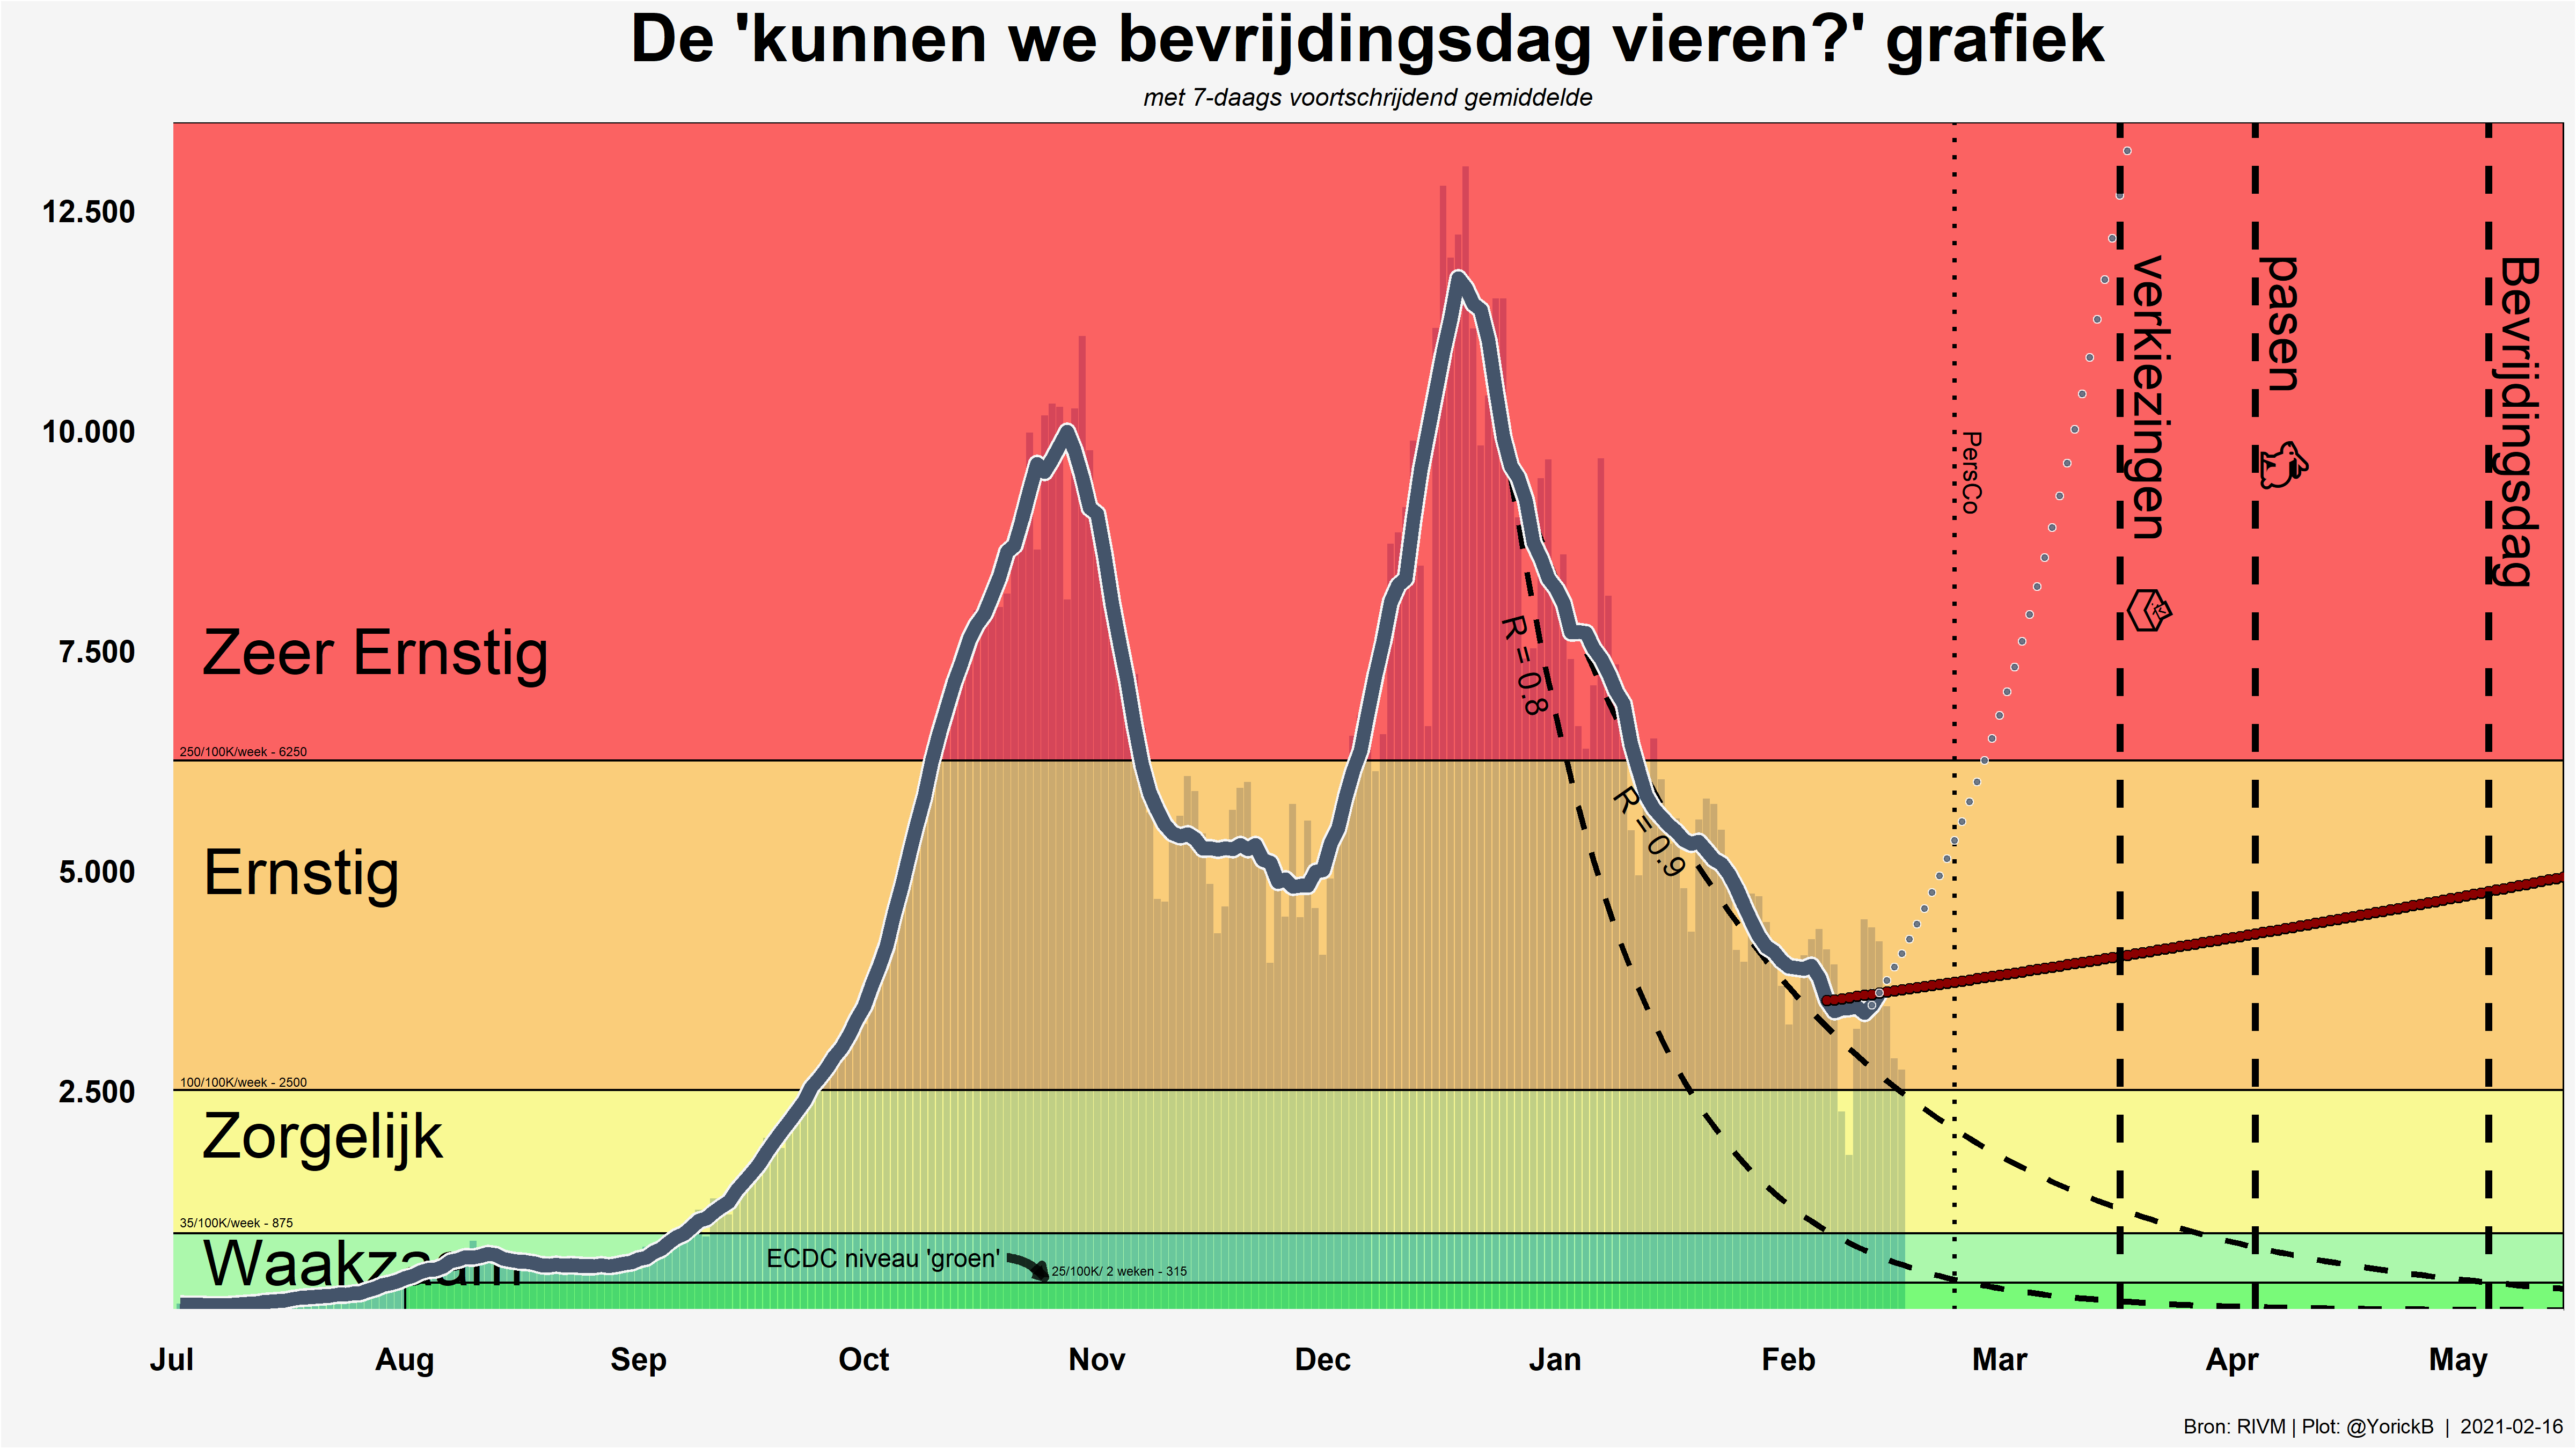 De 'kunnen we bevrijdingsdag vieren?' grafiek
met 7-daags voortschrijdend gemiddelde
12.500
10.000
7.500
5.000
2.500
Zeer Ernstig
250/100K/week - 6250
Ernstig
100/100K/week - 2500
Zorgelijk
35/100K/week - 875
Waakzaam
ECDC niveau 'groen'
25/100K/ 2 weken - 315
R =0.8
R =0.9
PersCo
verkiezingen
pasen
Bevrijdingsdag
Jul
Aug
Sep
Oct
Nov
Dec
Jan
Feb
Mar
Apr
May
Bron: RIVM | Plot: @YorickB | 2021-02-16